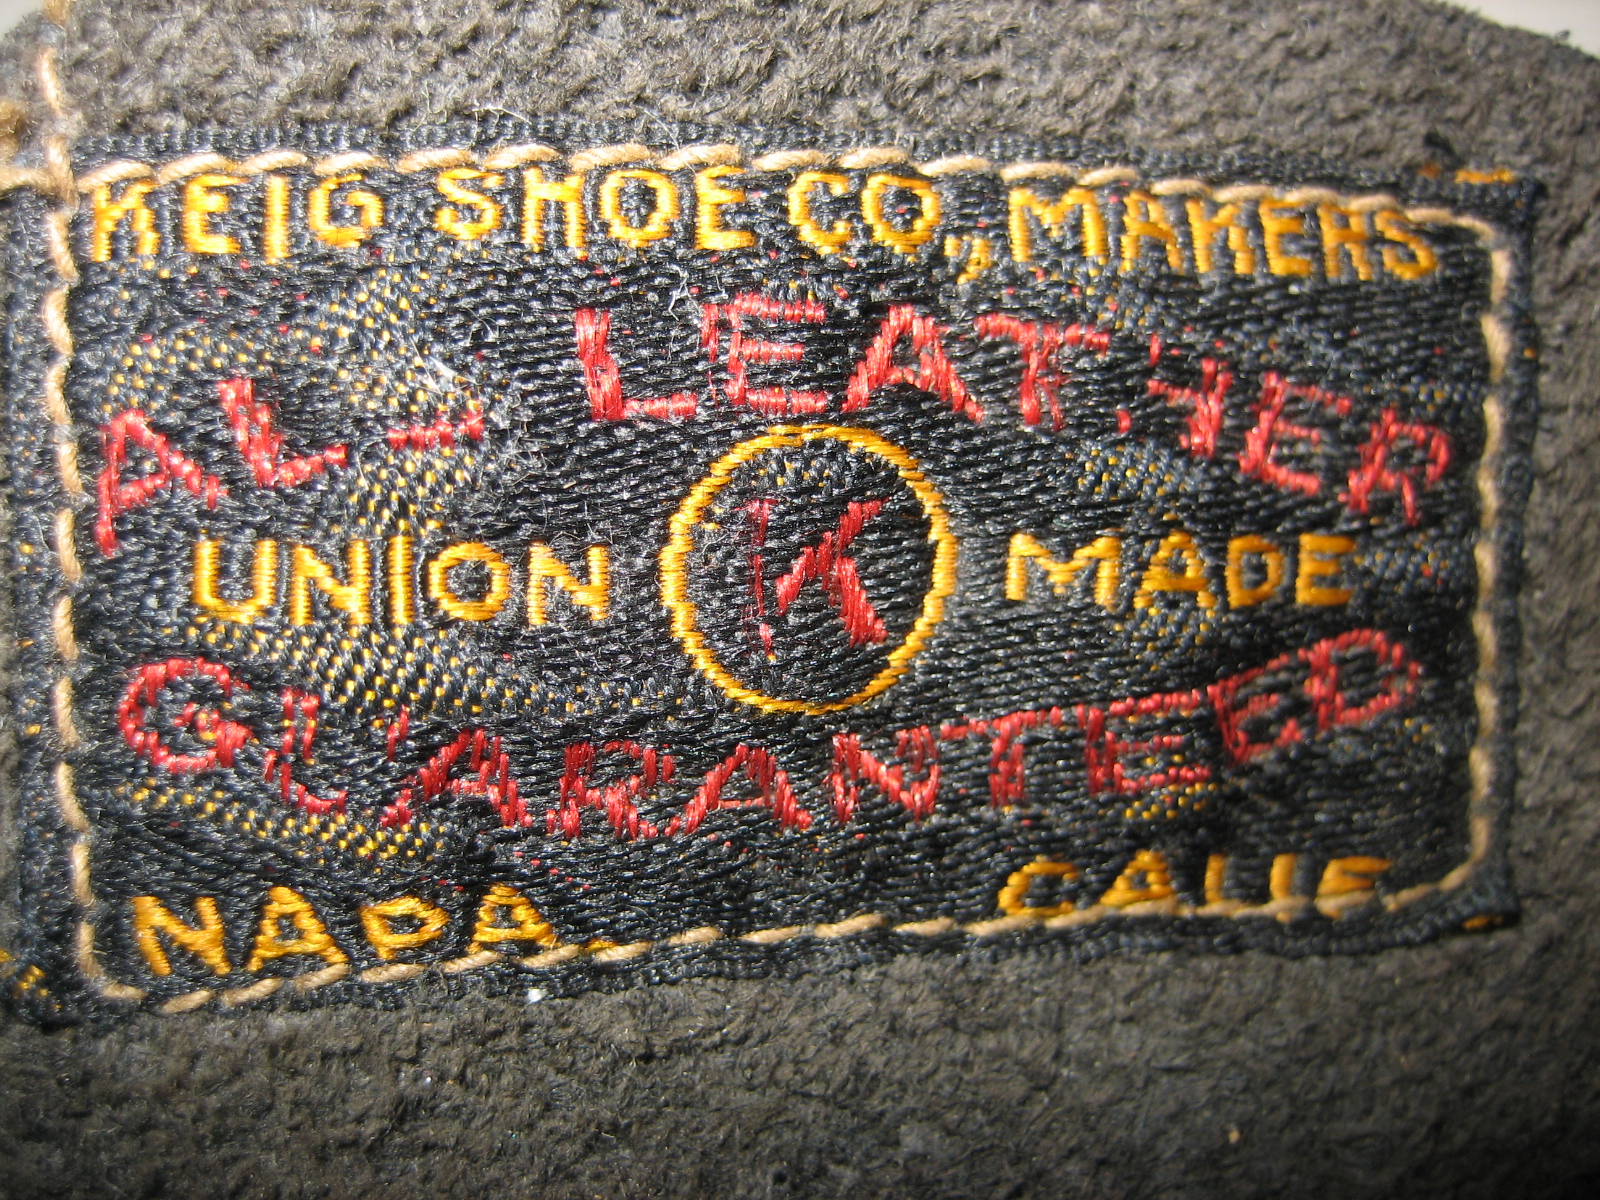 KEIG SHOE CO., MAKERS
ALL LEATHER
UNION K MADE
GUARANTEED
NAPA. CALIF